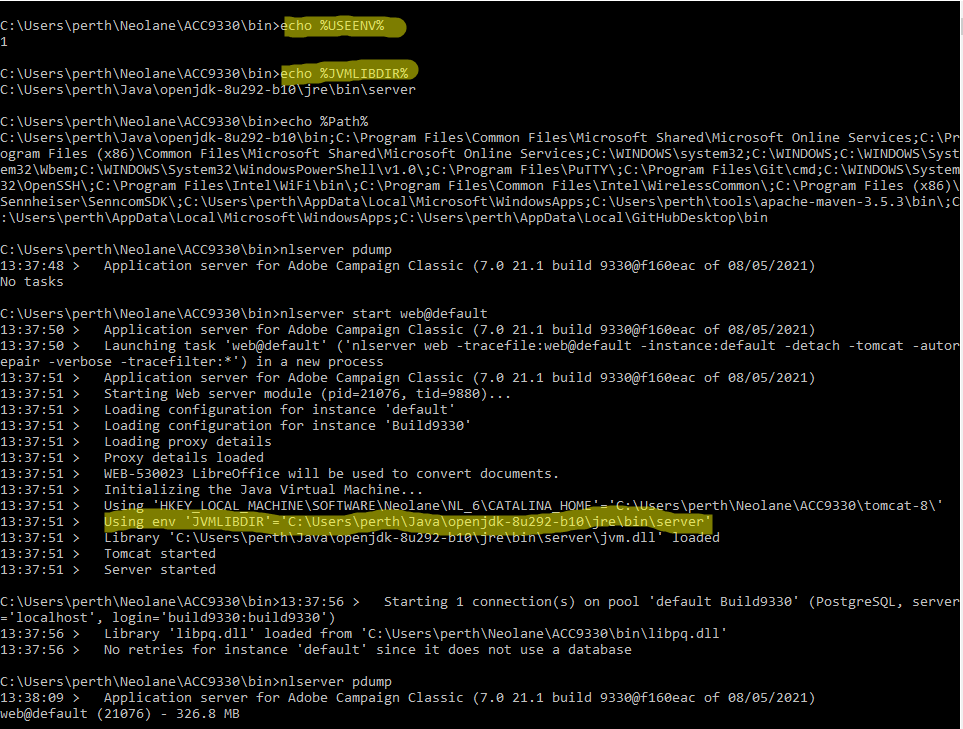 C:\Users\perth\Neolane\ACC9330\bin>echo %USEENV%
1
C:\Users\perth\Neolane\ACC9330\bin>echo %JVMLIBDIR%
C:\Users\perth\Java\openjdk-8u292-b10\jre\bin\server
C:\Users\perth\Neolane\ACC9330\bin>echo %Path%
C:\Users\perth\Java\openjdk-8u292-b10\bin;C:\Program Files\Common Files\Microsoft Shared\Microsoft Online Services;C:\Pr
ogram Files (x86)\Common Files\Microsoft Shared\Microsoft Online Services;C:\WINDOWS\system32;C:\WINDOWS;C:\WINDOWS\Syst
em32\Wbem;C:\WINDOWS\System32\WindowsPowerShell\v1.0\;C:\Program Files\PuTTY\;C:\Program Files\Git\cmd;C:\WINDOWS\System
32\OpenSSH\;C:\Program Files\Intel\WiFi\bin\;C:\Program Files\Common Files\Intel\WirelessCommon\;C:\Program Files (x86)\
Sennheiser\SenncomSDK\;C:\Users\perth\AppData\Local\Microsoft\WindowsApps;C:\Users\perth\tools\apache-maven-3.5.3\bin\;C
:\Users\perth\AppData\Local\Microsoft\WindowsApps;C:\Users\perth\AppData\Local\GitHubDesktop\bin
C:\Users\perth\Neolane\ACC9330\bin>nlserver pdump
13:37:48 >   Application server for Adobe Campaign Classic (7.0 21.1 build 9330@f160eac of 08/05/2021)
No tasks
C:\Users\perth\Neolane\ACC9330\bin>nlserver start web@default
13:37:50 >   Application server for Adobe Campaign Classic (7.0 21.1 build 9330@f160eac of 08/05/2021)
13:37:50 >   Launching task 'web@default' ('nlserver web -tracefile:web@default -instance:default -detach -tomcat -autor
epair -verbose -tracefilter:*') in a new process
13:37:51 >   Application server for Adobe Campaign Classic (7.0 21.1 build 9330@f160eac of 08/05/2021)
13:37:51 >   Starting Web server module (pid=21076, tid=9880)...
13:37:51 >   Loading configuration for instance 'default'
13:37:51 >   Loading configuration for instance 'Build9330'
13:37:51 >   Loading proxy details
13:37:51 >   Proxy details loaded
13:37:51 >   WEB-530023 LibreOffice will be used to convert documents.
13:37:51 >   Initializing the Java Virtual Machine...
13:37:51 >   Using 'HKEY_LOCAL_MACHINE\SOFTWARE\Neolane\NL_6\CATALINA_HOME'='C:\Users\perth\Neolane\ACC9330\tomcat-8\'
13:37:51 >   Using env 'JVMLIBDIR'='C:\Users\perth\Java\openjdk-8u292-b10\jre\bin\server'
13:37:51 >   Library 'C:\Users\perth\Java\openjdk-8u292-b10\jre\bin\server\jvm.dll' loaded
13:37:51 >   Tomcat started
13:37:51 >   Server started
C:\Users\perth\Neolane\ACC9330\bin>13:37:56 >   Starting 1 connection(s) on pool 'default Build9330' (PostgreSQL, server
='localhost', login='build9330:build9330')
13:37:56 >   Library 'libpq.dll' loaded from 'C:\Users\perth\Neolane\ACC9330\bin\libpq.dll'
13:37:56 >   No retries for instance 'default' since it does not use a database
C:\Users\perth\Neolane\ACC9330\bin>nlserver pdump
13:38:09 >   Application server for Adobe Campaign Classic (7.0 21.1 build 9330@f160eac of 08/05/2021)
web@default (21076) - 326.8 MB